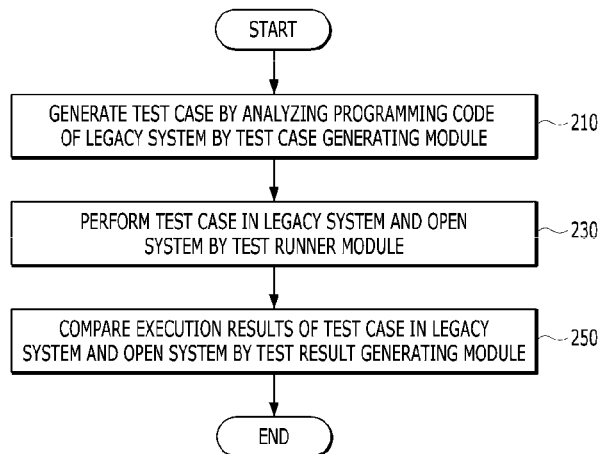 START
GENERATE TEST CASE BY ANALYZING PROGRAMMING CODE
OF LEGACY SYSTEM BY TEST CASE GENERATING MODULE
210
PERFORM TEST CASE IN LEGACY SYSTEM AND OPEN
SYSTEM BY TEST RUNNER MODULE
230
COMPARE EXECUTION RESULTS OF TEST CASE IN LEGACY
SYSTEM AND OPEN SYSTEM BY TEST RESULT GENERATING MODULE
250
END